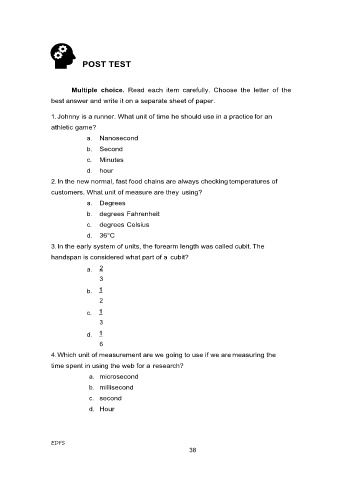 POST TEST
Multiple choice. Read each item carefully. Choose the letter of the
best answer and write it on a separate sheet of paper.
1. Johnny is a runner. What unit of time he should use in a practice for an
athletic game?
a. Nanosecond
b. Second
c. Minutes
d. hour
2. In the new normal, fast food chains are always checking temperatures of
customers. What unit of measure are they using?
a. Degrees
b. degrees Fahrenheit
c. degrees Celsius
d. 36°C
3. In the early system of units, the forearm length was called cubit. The
handspan is considered what part of a cubit?
a. 2
3
b. 1
2
c. 1
3
d. 1
6
4. Which unit of measurement are we going to use if we are measuring the
time spent in using the web for a research?
a. microsecond
b. millisecond
c. second
d. Hour
EDFS
38